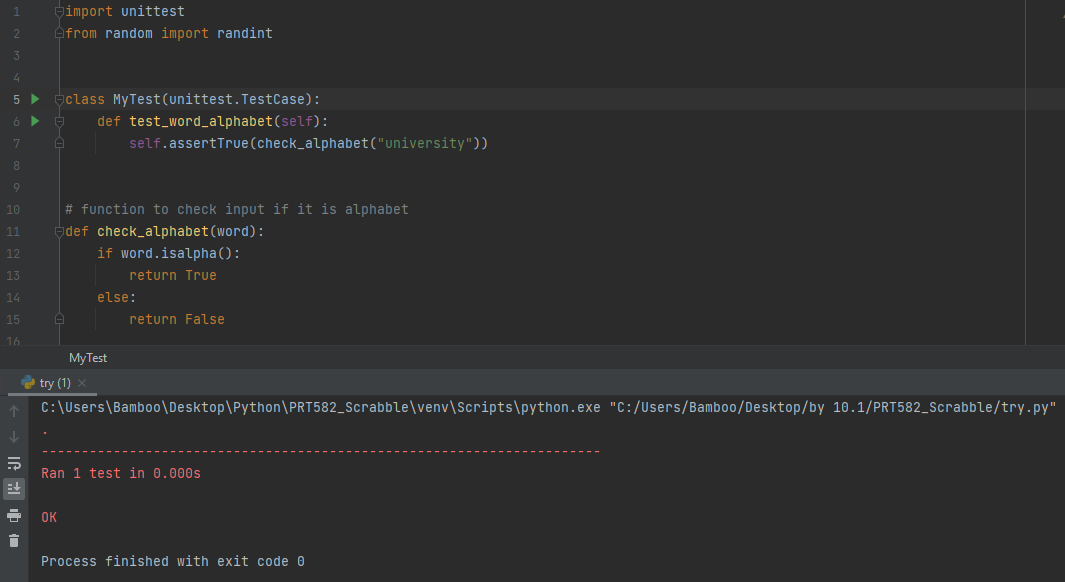 1 import unittest
2 from random import randint
3
4
5 class MyTest(unittest.TestCase):
6     def test_word_alphabet(self):
7         self.assertTrue(check_alphabet("university"))
8
9
10 # function to check input if it is alphabet
11 def check_alphabet(word):
12     if word.isalpha():
13         return True
14     else:
15         return False
16
MyTest
try (1) ×
C:\Users\Bamboo\Desktop\Python\PRT582_Scrabble\venv\Scripts\python.exe "C:/Users/Bamboo/Desktop/by 10.1/PRT582_Scrabble/try.py"
.
----------------------------------------------------------------------
Ran 1 test in 0.000s
OK
Process finished with exit code 0